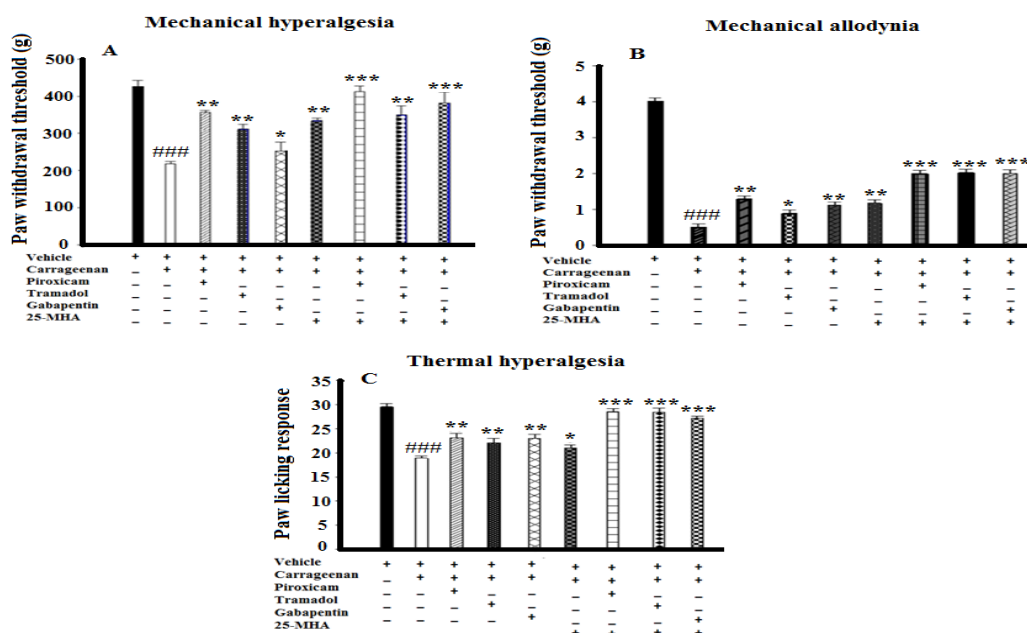 Mechanical hyperalgesia
A
Paw withdrawal threshold (g)
500
400
300
200
100
0
###
**
**
*
**
***
**
***
Vehicle + + + + + + + + +
Carrageenan – + + + + + + + +
Piroxicam – – + – – – + – –
Tramadol – – – + – – – + –
Gabapentin – – – – + – – – +
25-MHA – – – – – + + + +
Mechanical allodynia
B
Paw withdrawal threshold (g)
5
4
3
2
1
0
###
**
*
**
**
***
***
***
Vehicle + + + + + + + + +
Carrageenan – + + + + + + + +
Piroxicam – – + – – – + – –
Tramadol – – – + – – – + –
Gabapentin – – – – + – – – +
25-MHA – – – – – + + + +
Thermal hyperalgesia
C
Paw licking response
35
30
25
20
15
10
5
0
###
**
**
**
*
***
***
***
Vehicle + + + + + + + + +
Carrageenan – + + + + + + + +
Piroxicam – – + – – – + – –
Tramadol – – – + – – – + –
Gabapentin – – – – + – – – +
25-MHA – – – – – + + + +